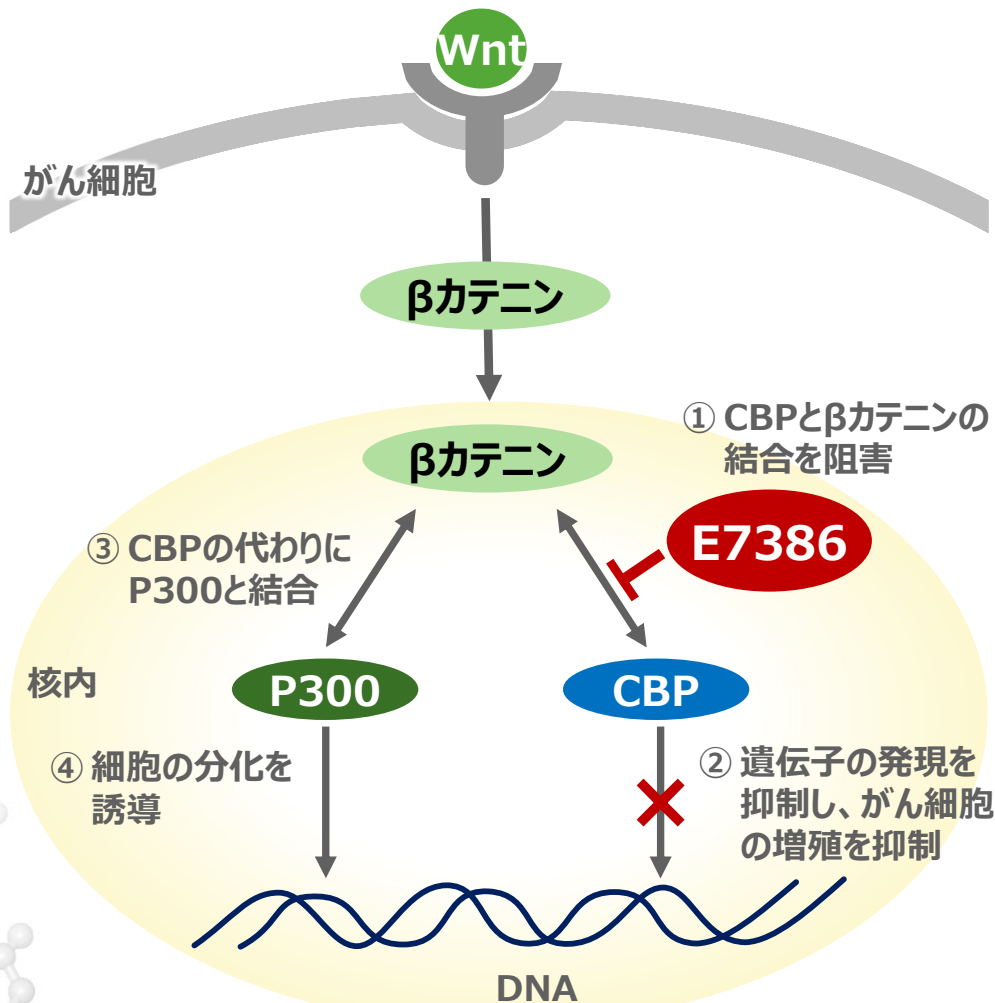 Wnt
がん細胞
βカテニン
βカテニン
① CBPとβカテニンの
結合を阻害
E7386
③ CBPの代わりに
P300と結合
核内
P300
CBP
④ 細胞の分化を
誘導
② 遺伝子の発現を
抑制し、がん細胞
の増殖を抑制
DNA